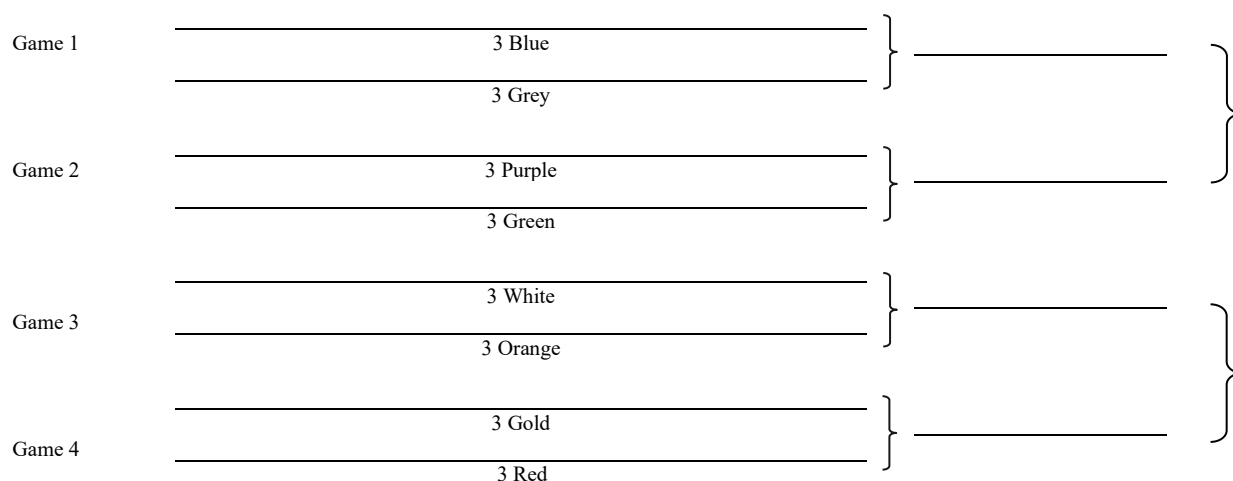 Game 1
3 Blue
3 Grey
Game 2
3 Purple
3 Green
3 White
Game 3
3 Orange
3 Gold
Game 4
3 Red